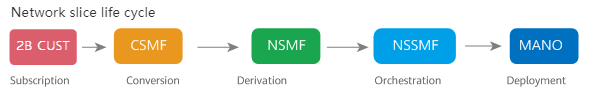 Network slice life cycle
2B CUST
CSMF
NSMF
NSSMF
MANO
Subscription
Conversion
Derivation
Orchestration
Deployment